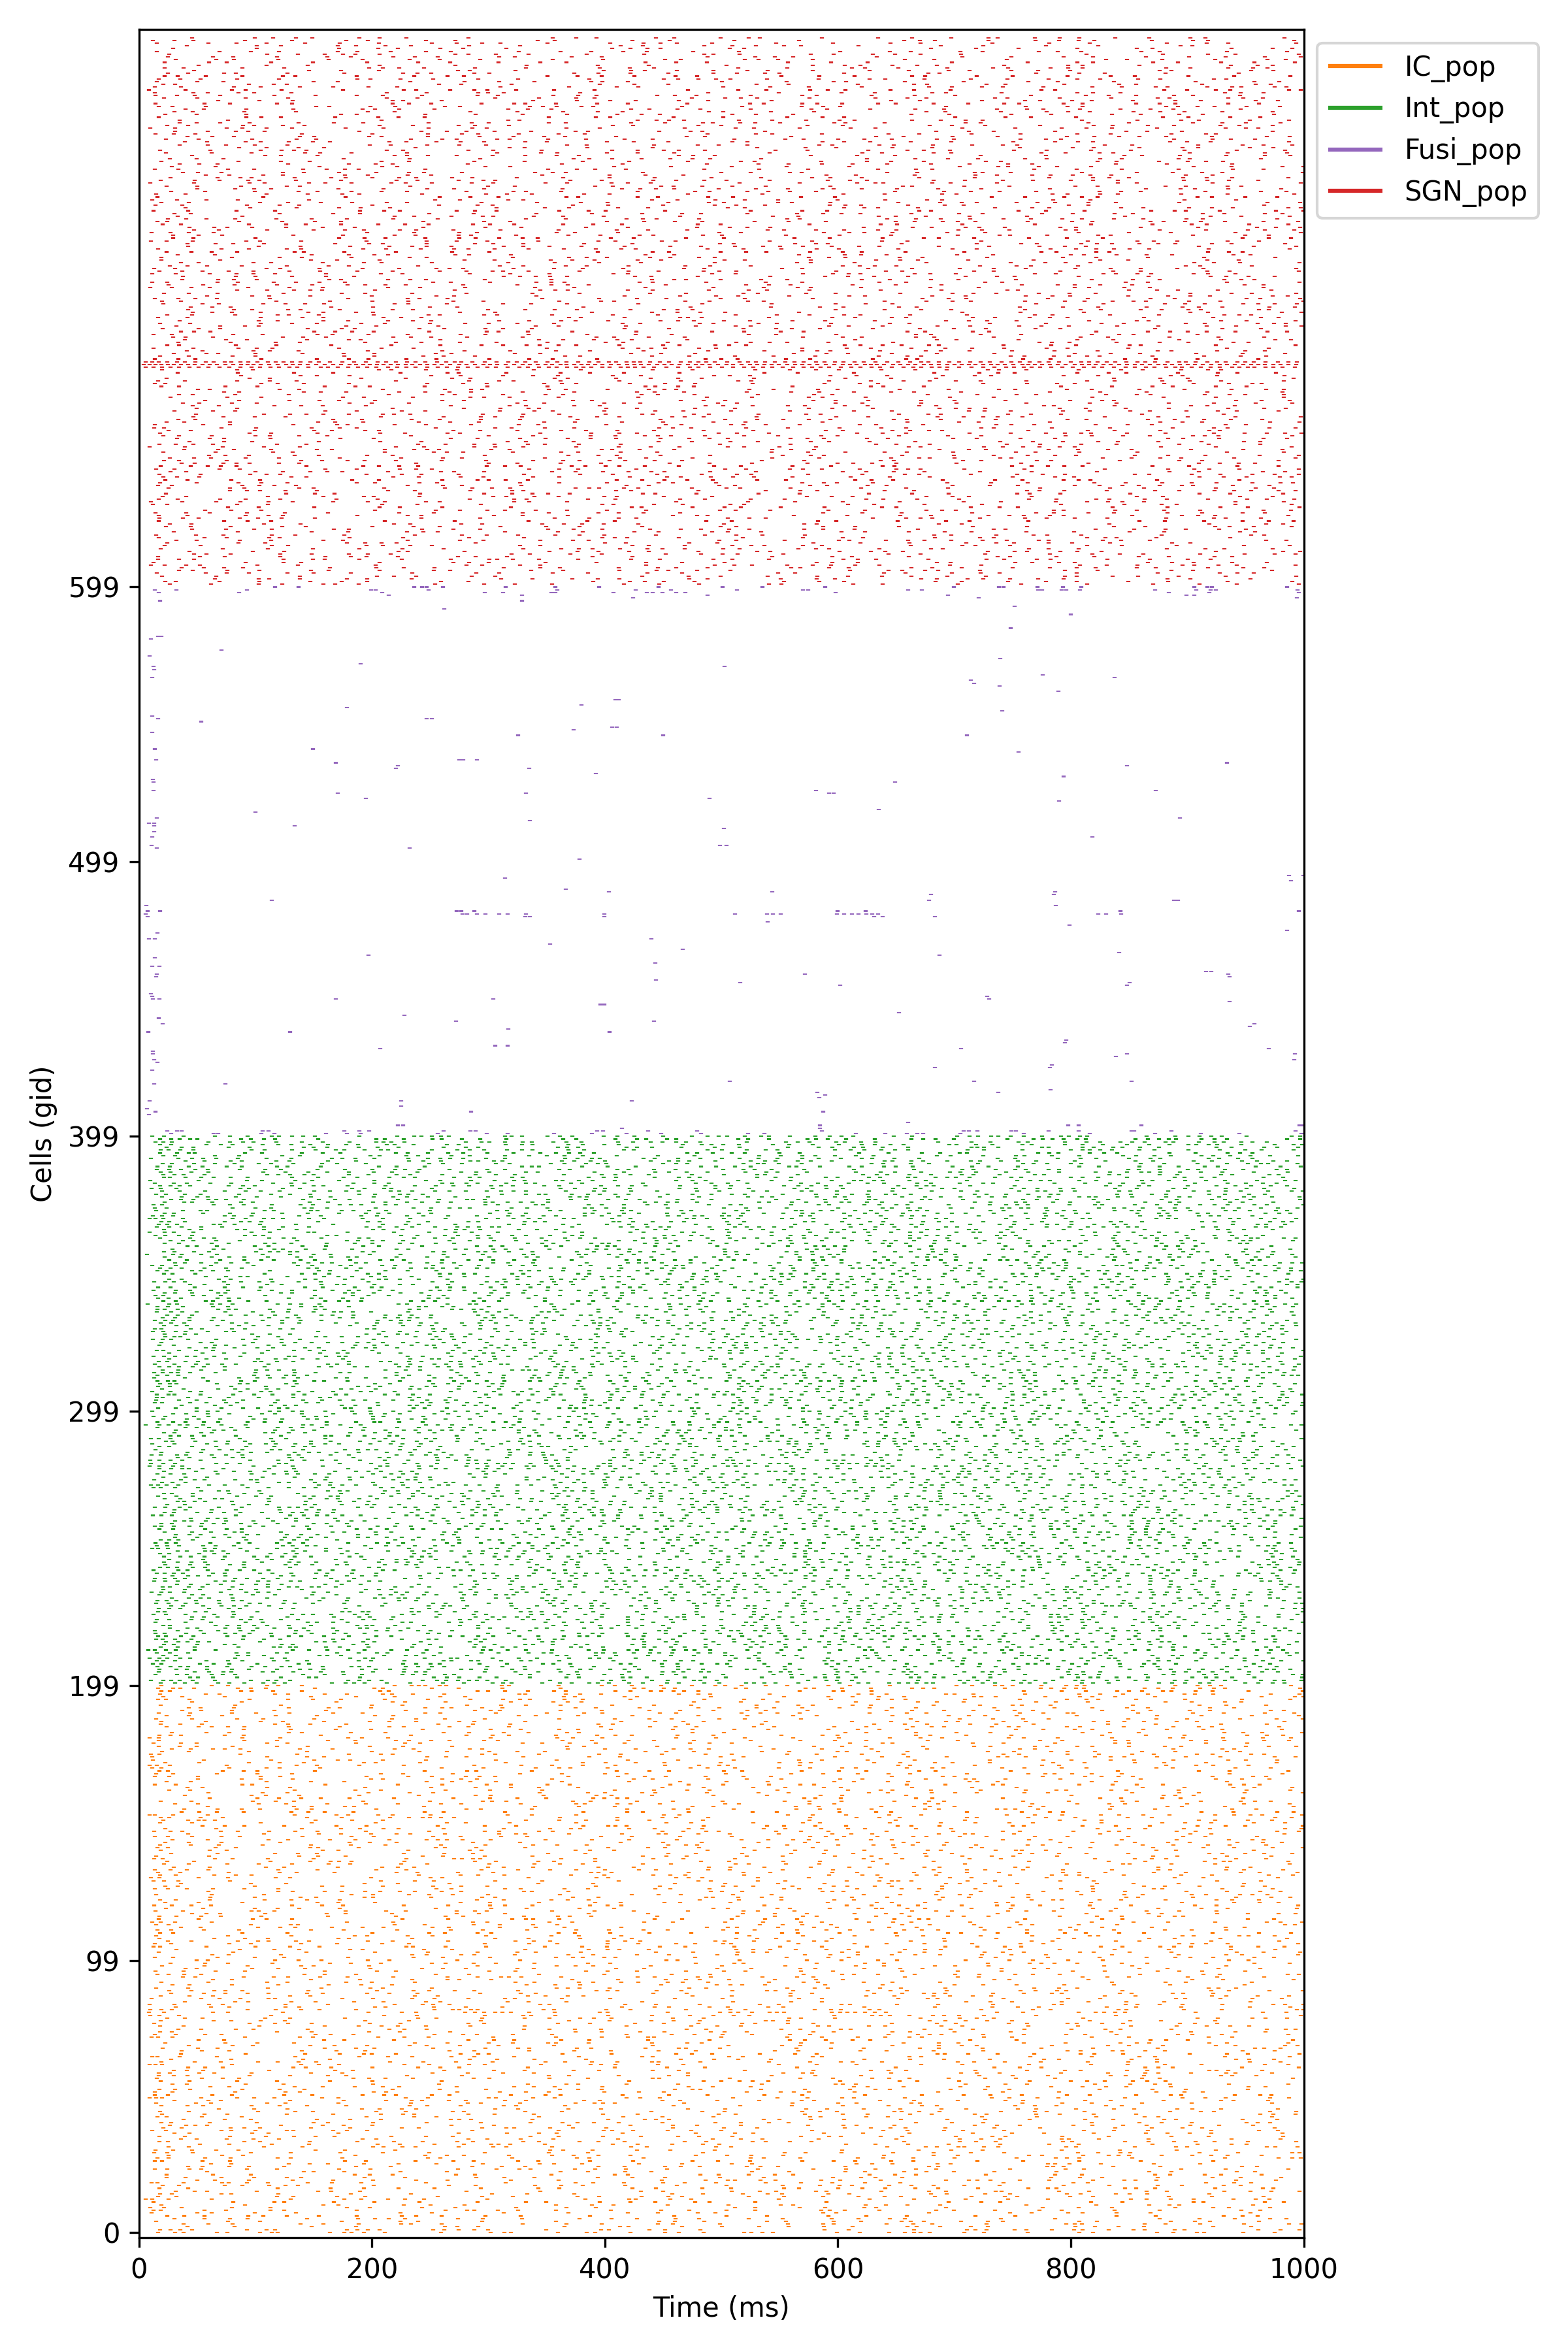 IC_pop
Int_pop
Fusi_pop
SGN_pop
599
499
399
299
199
99
0
Cells (gid)
0 200 400 600 800 1000
Time (ms)